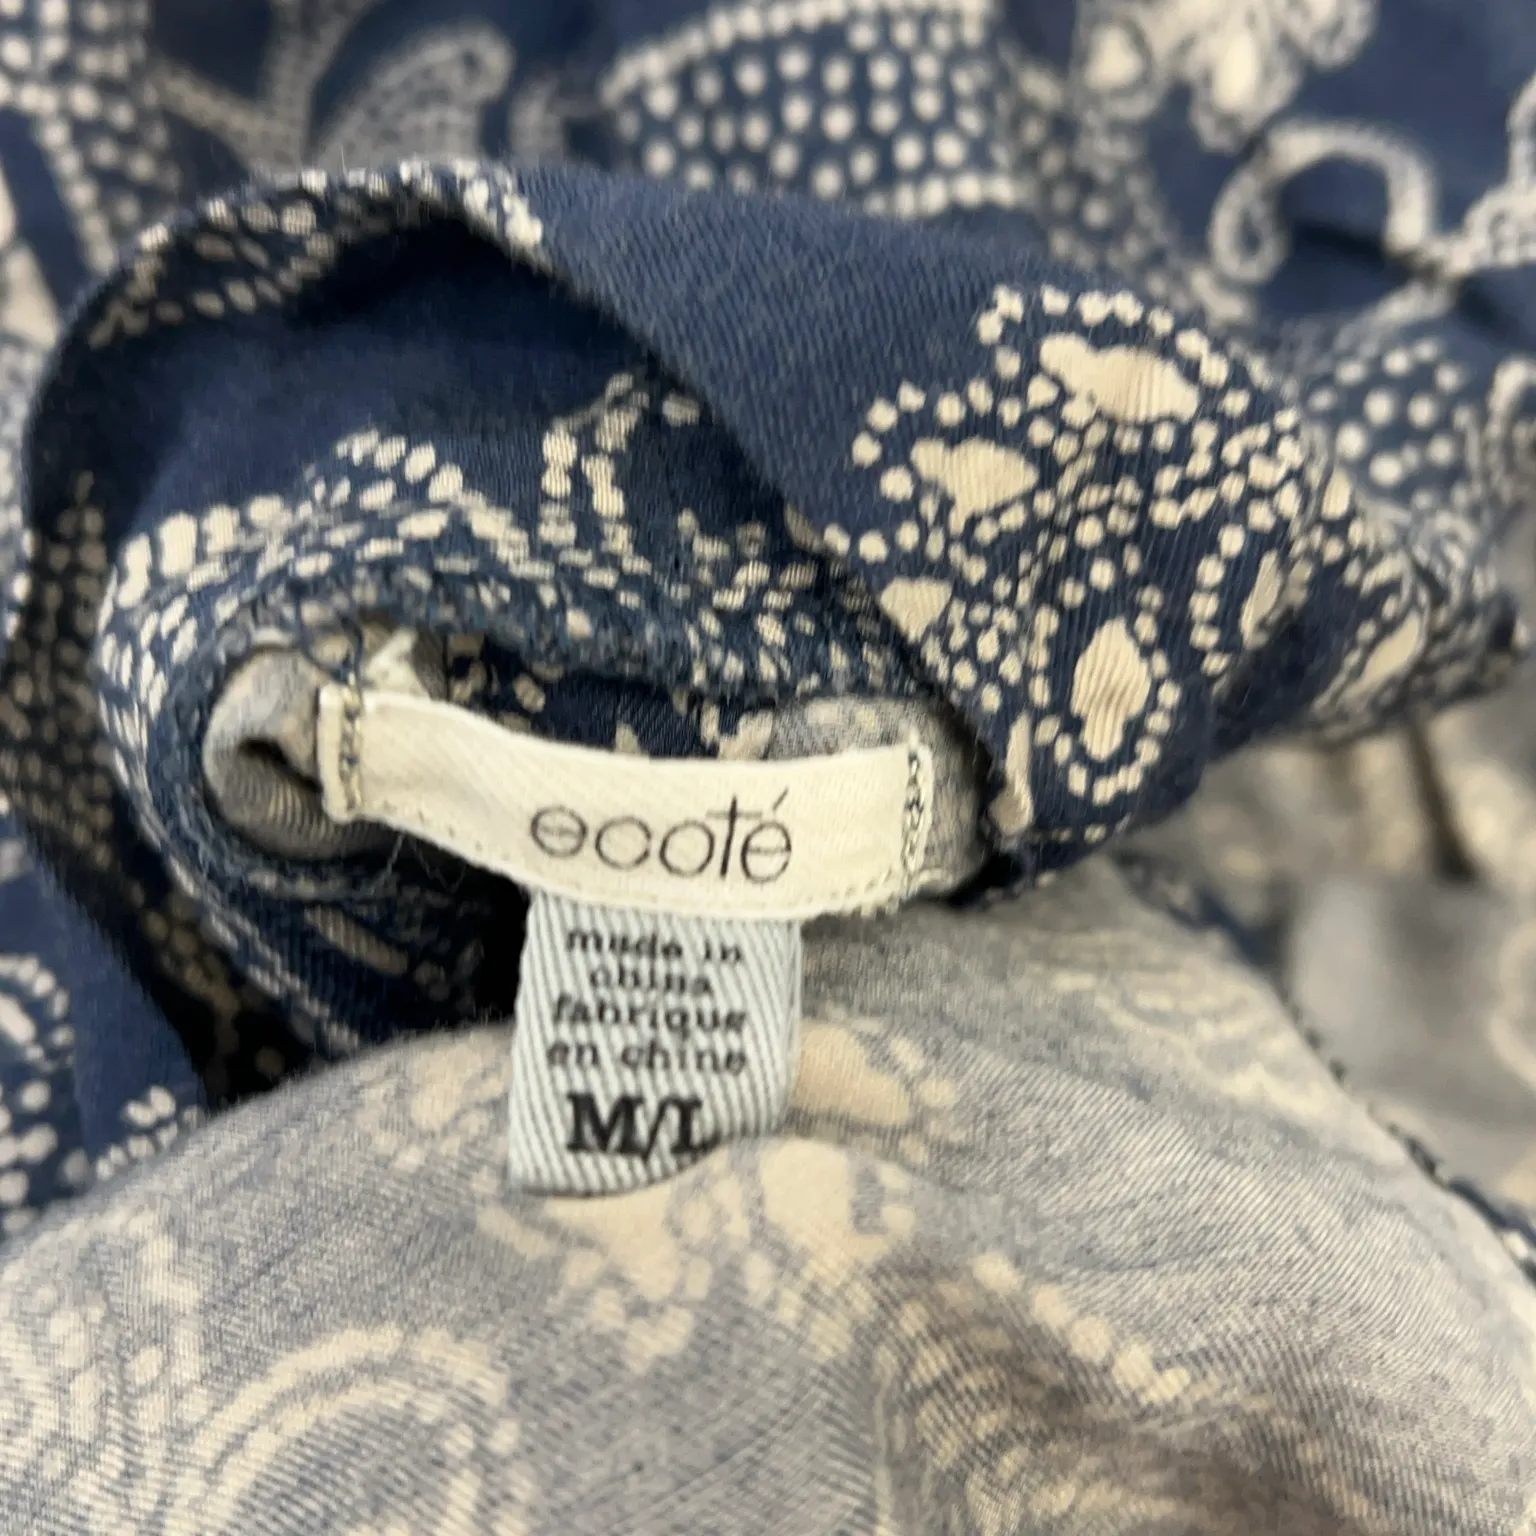 ecoté
made in
china
fabriqué
en chine
M/L